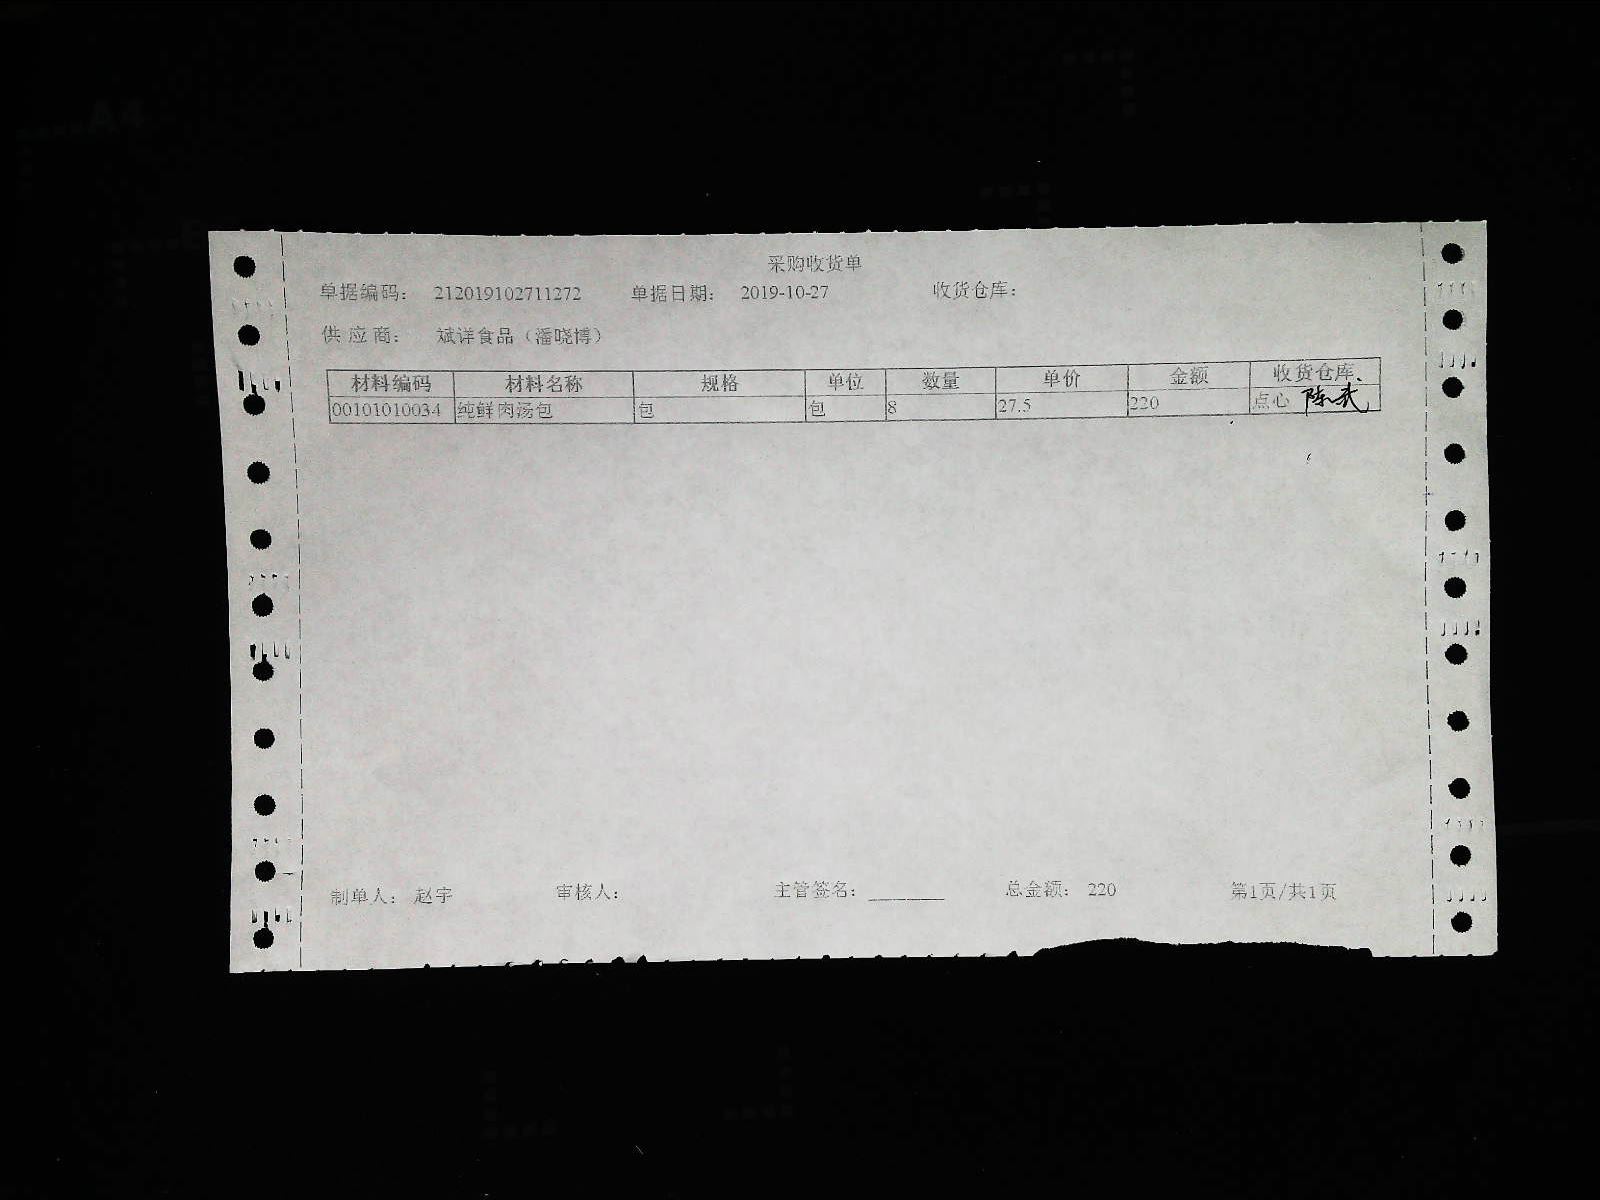 采购收货单
单据编码： 212019102711272 单据日期： 2019-10-27 收货仓库：
供 应 商： 斌详食品（潘晓博）
材料编码 材料名称 规格 单位 数量 单价 金额 收货仓库
00101010034 纯鲜肉汤包 包 包 8 27.5 220 点心
制单人： 赵宇 审核人： 主管签名： 总金额： 220 第1页/共1页